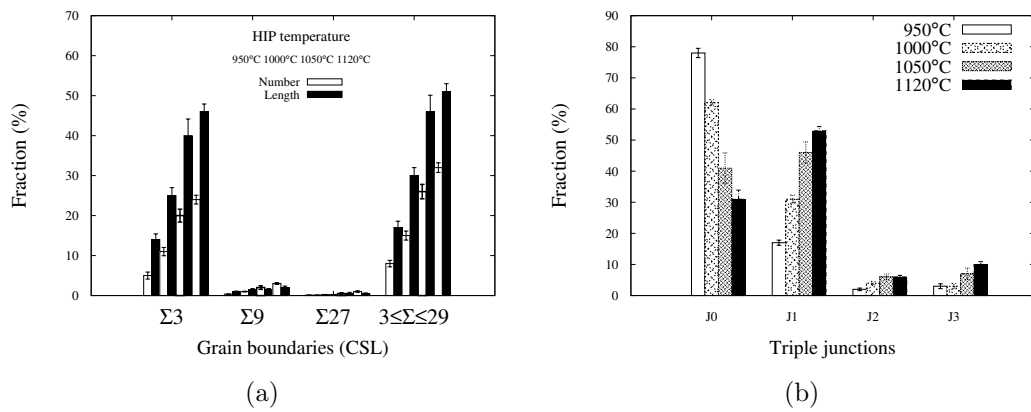 70
60
50
40
30
20
10
0
Fraction (%)
HIP temperature
950°C 1000°C 1050°C 1120°C
Number
Length
Σ3 Σ9 Σ27 3≤Σ≤29
Grain boundaries (CSL)
(a)
90
80
70
60
50
40
30
20
10
0
Fraction (%)
950°C
1000°C
1050°C
1120°C
J0 J1 J2 J3
Triple junctions
(b)